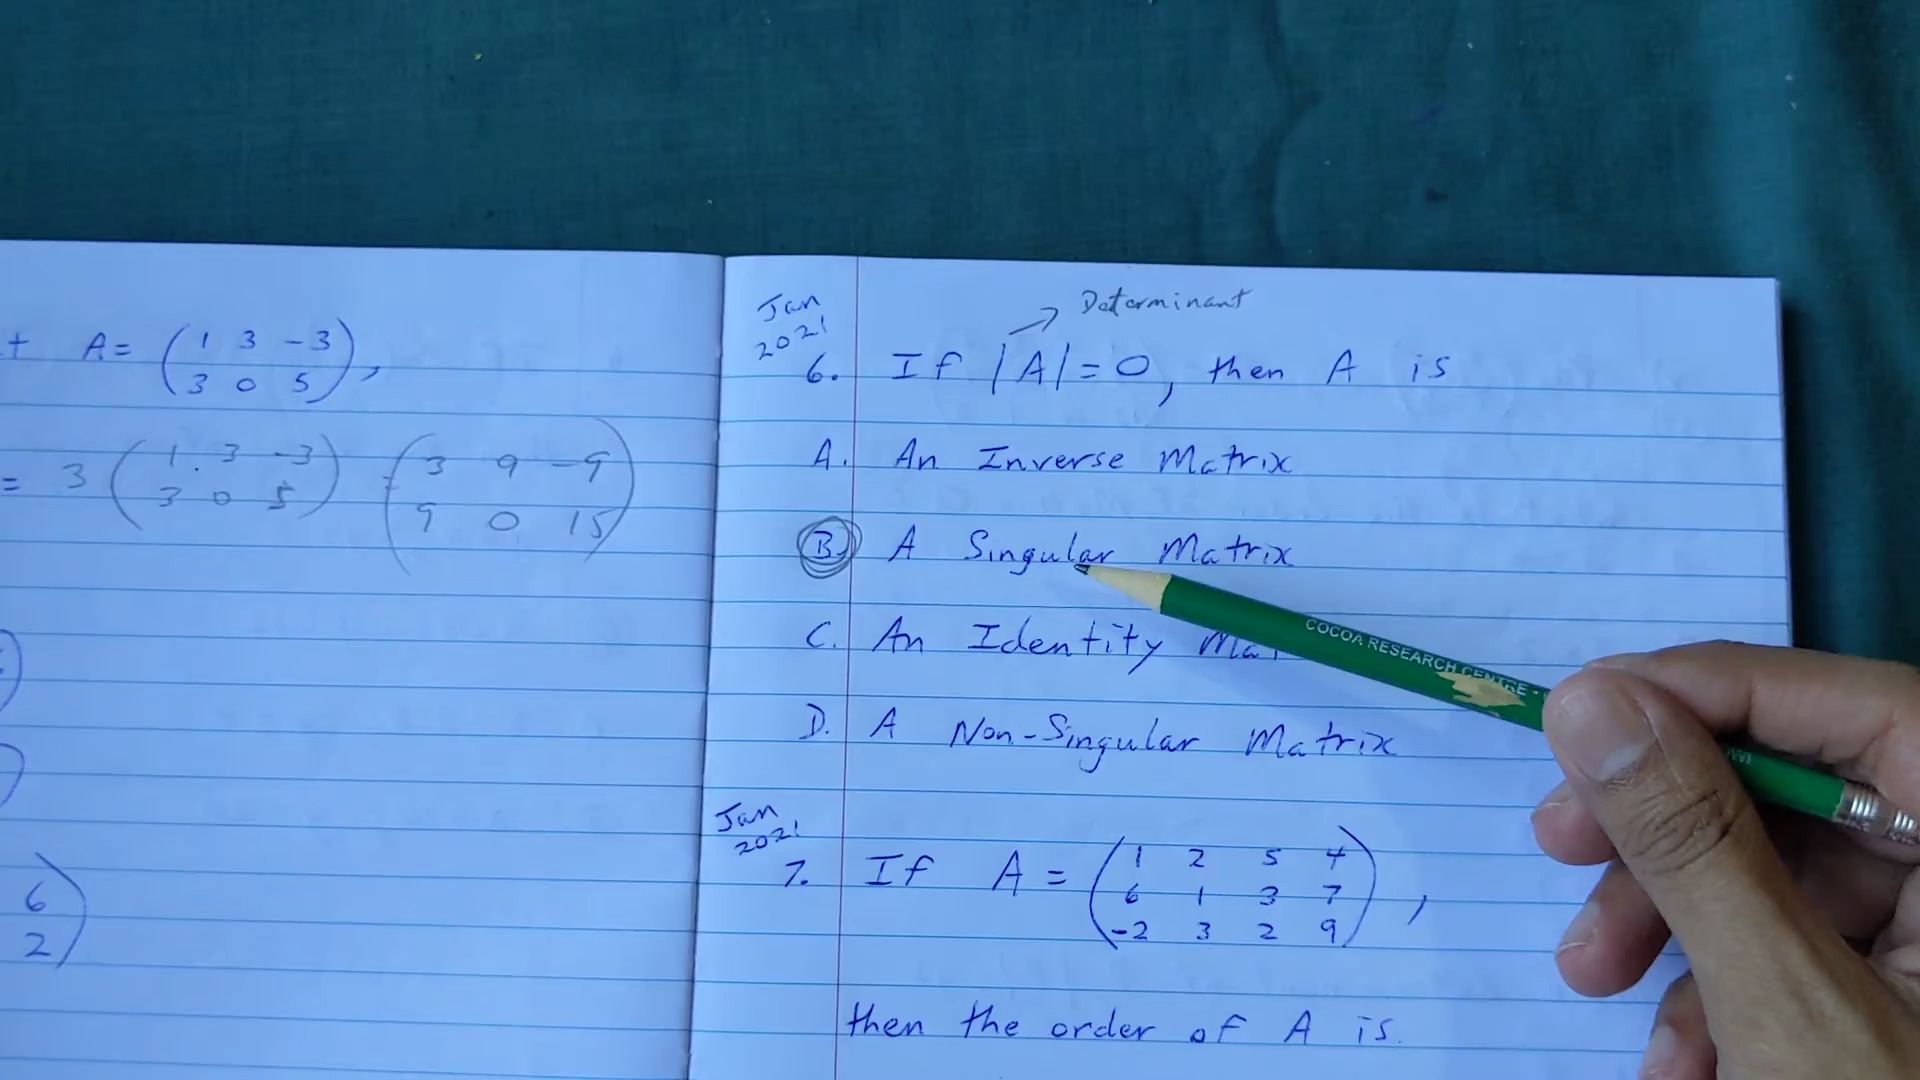 + A = (1 3 -3
3 0 5),
= 3 (1 3 -3
3 0 5) = (3 9 -9
9 0 15)
6
2)
Determinant
Jan
2021
6. If |A| = 0, then A is
A. An Inverse Matrix
B. A Singular Matrix
C. An Identity Mat
D. A Non-Singular Matrix
Jan
2021
7. If A = (1 2 5 4
6 1 3 7
-2 3 2 9),
then the order of A is.
COCOA RESEARCH CENTRE -